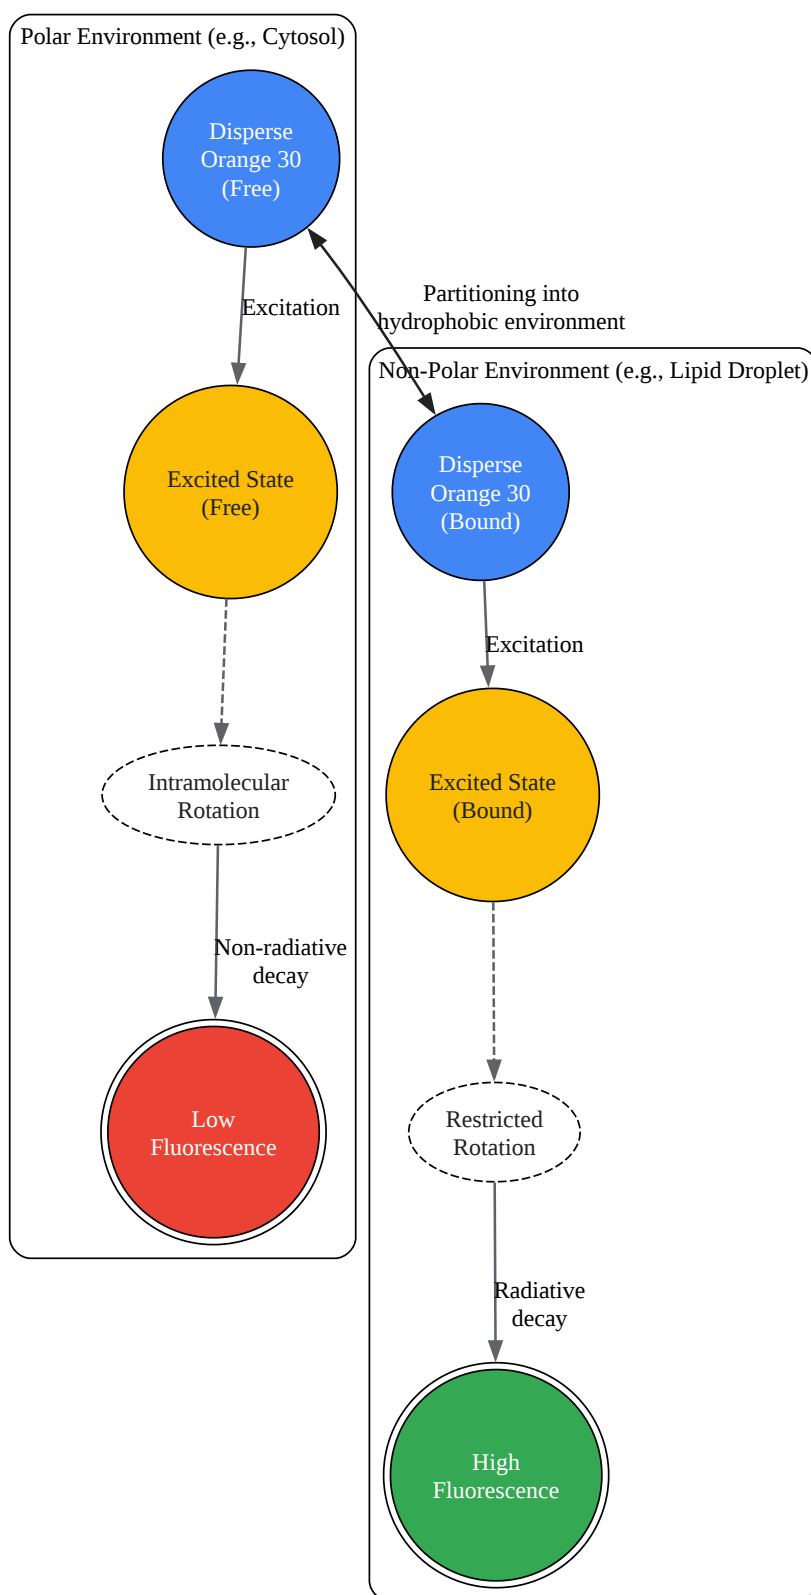 Polar Environment (e.g., Cytosol)
Disperse
Orange 30
(Free)
Excitation
Excited State
(Free)
Intramolecular
Rotation
Non-radiative
decay
Low
Fluorescence
Partitioning into
hydrophobic environment
Non-Polar Environment (e.g., Lipid Droplet)
Disperse
Orange 30
(Bound)
Excitation
Excited State
(Bound)
Restricted
Rotation
Radiative
decay
High
Fluorescence